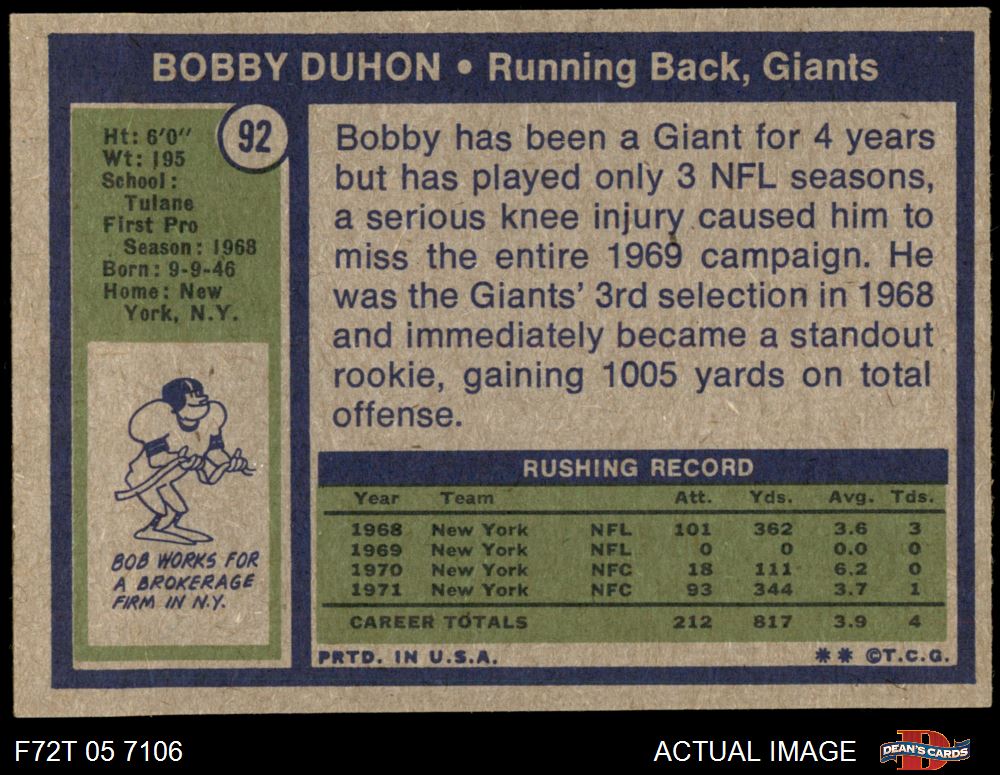 BOBBY DUHON • Running Back, Giants
92
Ht: 6'0"
Wt: 195
School:
Tulane
First Pro
Season: 1968
Born: 9-9-46
Home: New
York, N.Y.
BOB WORKS FOR
A BROKERAGE
FIRM IN N.Y.
Bobby has been a Giant for 4 years
but has played only 3 NFL seasons,
a serious knee injury caused him to
miss the entire 1969 campaign. He
was the Giants' 3rd selection in 1968
and immediately became a standout
rookie, gaining 1005 yards on total
offense.
RUSHING RECORD
Year Team Att. Yds. Avg. Tds.
1968 New York NFL 101 362 3.6 3
1969 New York NFL 0 0 0.0 0
1970 New York NFC 18 111 6.2 0
1971 New York NFC 93 344 3.7 1
CAREER TOTALS 212 817 3.9 4
PRTD. IN U.S.A. ** ©T.C.G.
F72T 05 7106 ACTUAL IMAGE DEAN'S CARDS